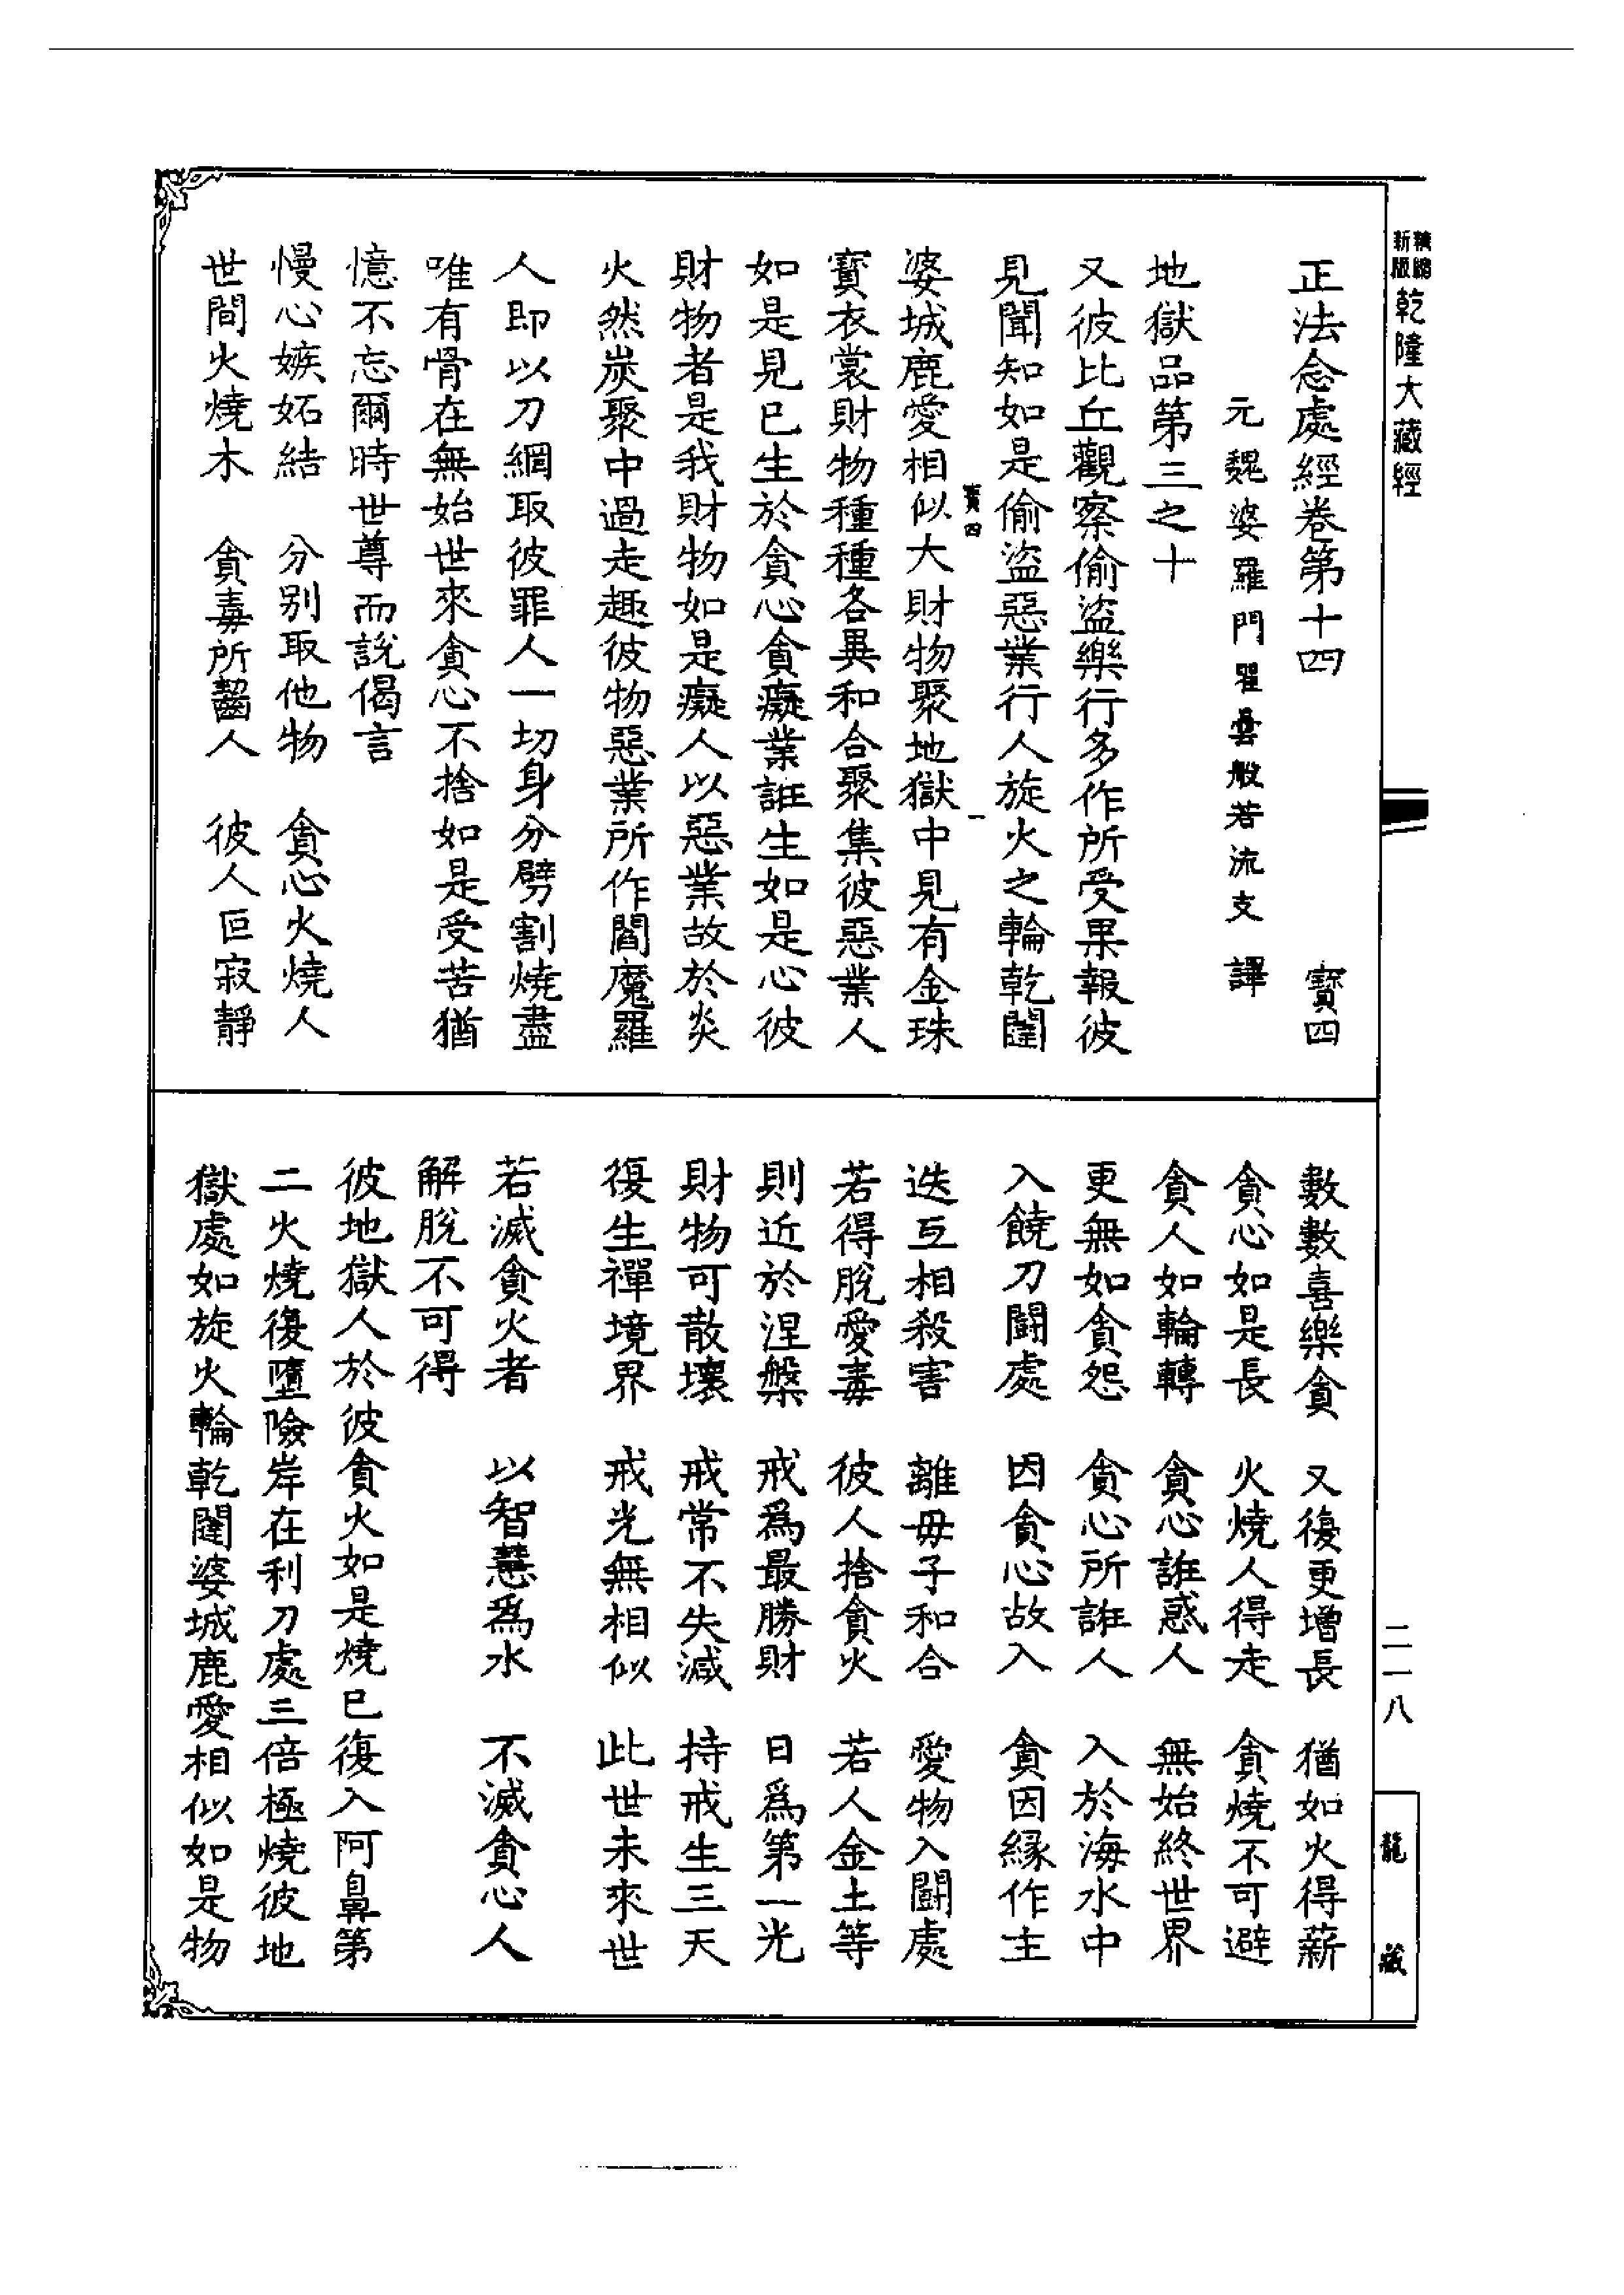 新版乾隆大藏經
正法念處經卷第十四 寳四
元魏婆羅門瞿曇般若流支 譯
地獄品第三之十
又彼比丘觀察偷盜樂行多作所受果報彼
見聞知如是偷盜惡業行人旋火之輪乾闥
寳四 一
婆城鹿愛相似大財物聚地獄中見有金珠
寳衣裳財物種種各異和合聚集彼惡業人
如是見已生於貪心貪癡業誑生如是心彼
財物者是我財物如是癡人以惡業故於炎
火然炭聚中過走趣彼物惡業所作閻魔羅
人即以刀網取彼罪人一切身分劈割燒盡
唯有骨在無始世來貪心不捨如是受苦猶
憶不忘爾時世尊而說偈言
慢心嫉妬結 分別取他物 貪心火燒人
世間火燒木 貪毒所齧人 彼人叵寂靜
數數喜樂貪 又復更增長 猶如火得薪
貪心如是長 火燒人得走 貪燒不可避
貪人如輪轉 貪心誑惑人 無始終世界
更無如貪怨 貪心所誑人 入於海水中
入饒刀鬪處 因貪心故入 貪因緣作主
迭互相殺害 離毋子和合 愛物入鬪處
若得脫愛毒 彼人捨貪火 若人金土等
則近於涅槃 戒爲最勝財 日爲第一光
財物可散壞 戒常不失減 持戒生三天
復生禪境界 戒光無相似 此世未來世
若滅貪火者 以智慧爲水 不滅貪心人
解脫不可得
彼地獄人於彼貪火如是燒已復入阿鼻第
二火燒復墮險岸在利刀處三倍極燒彼地
獄處如旋火輪乾闥婆城鹿愛相似如是物
二一八
龍藏